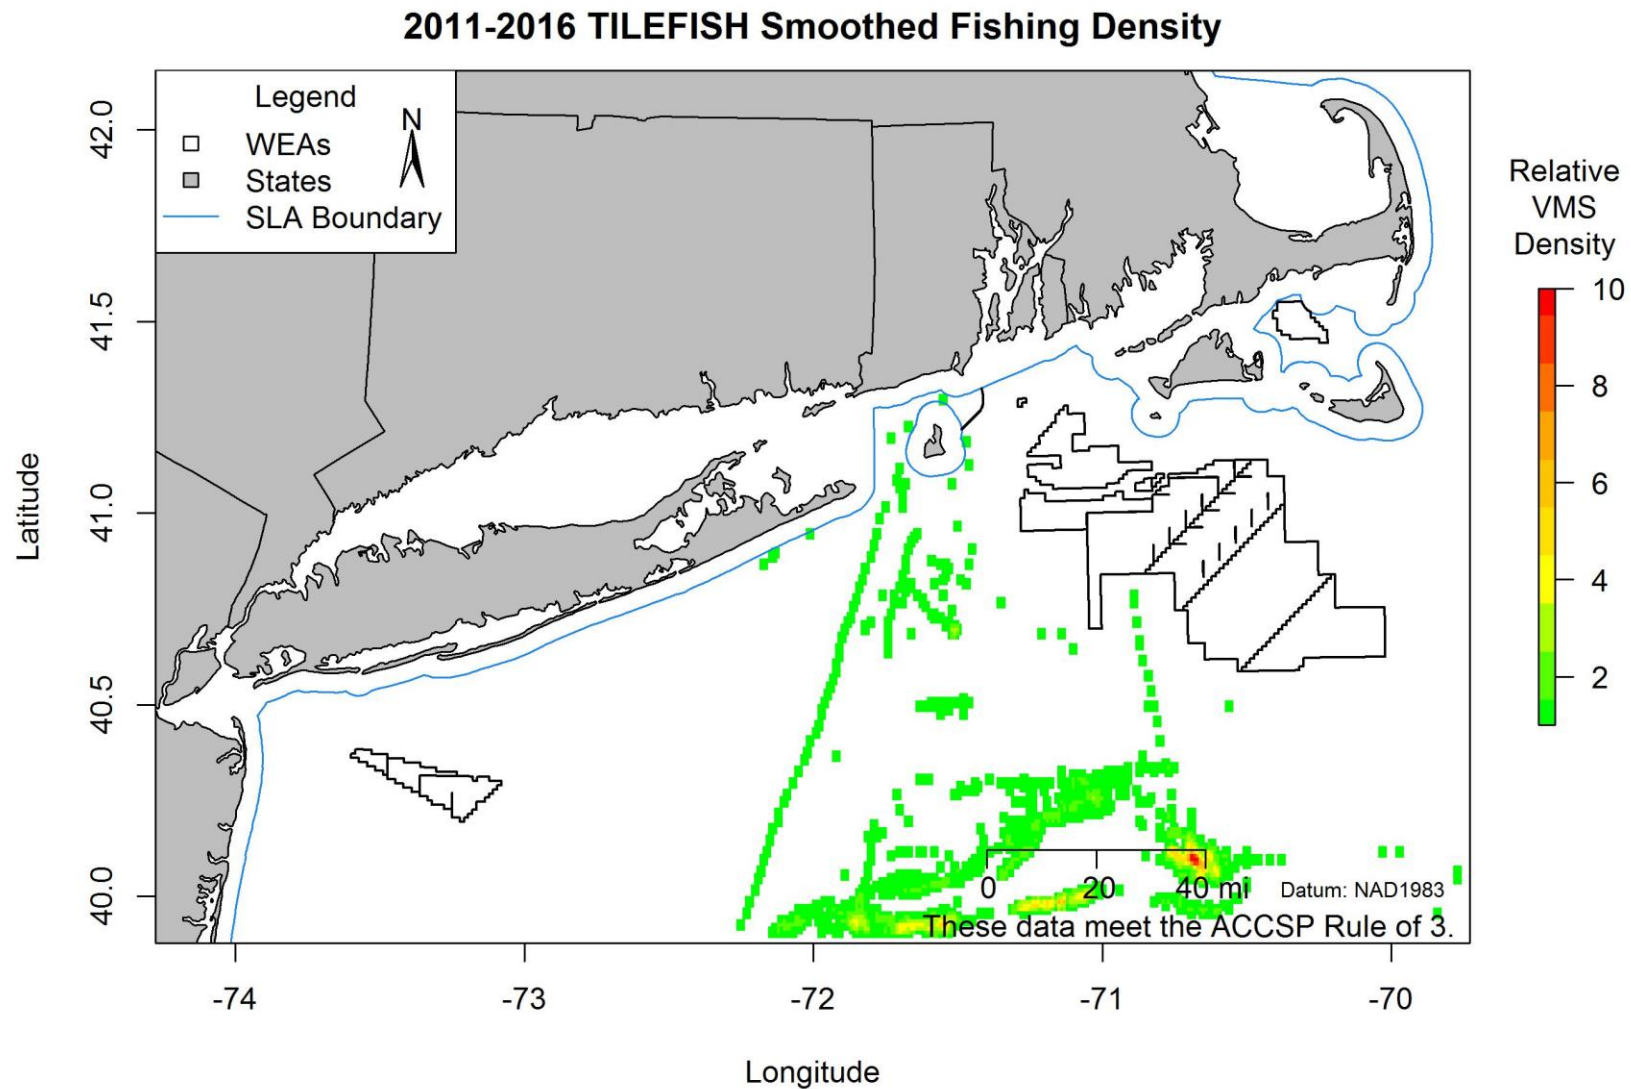 2011-2016 TILEFISH Smoothed Fishing Density
Legend
N
WEAs
States
SLA Boundary
Relative
VMS
Density
10
8
6
4
2
Latitude
42.0
41.5
41.0
40.5
40.0
0 20 40 mi
Datum: NAD1983
These data meet the ACCSP Rule of 3.
-74 -73 -72 -71 -70
Longitude